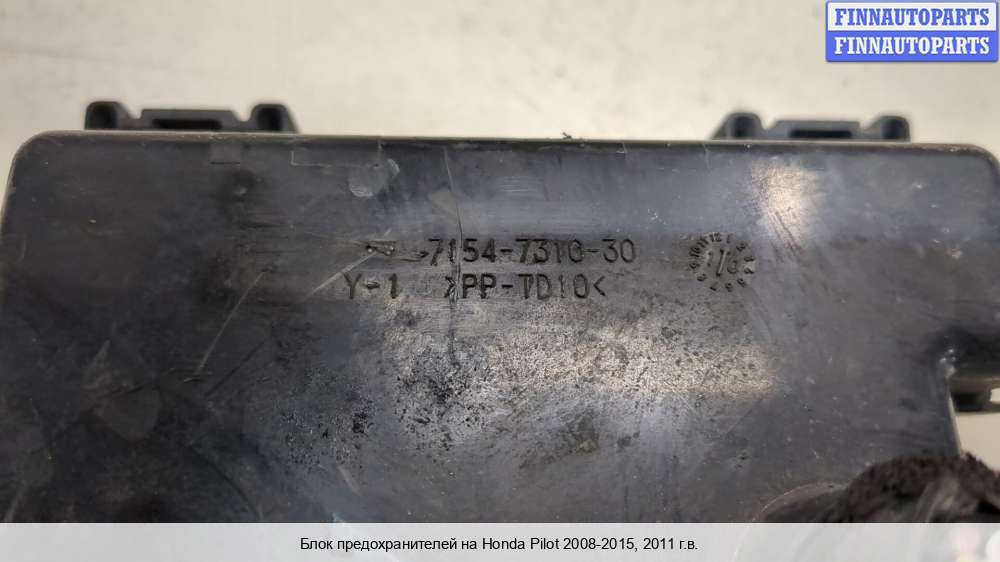 FINNAUTOPARTS
FINNAUTOPARTS
7154-7310-30
Y-1 >PP-TD10<
Блок предохранителей на Honda Pilot 2008-2015, 2011 г.в.